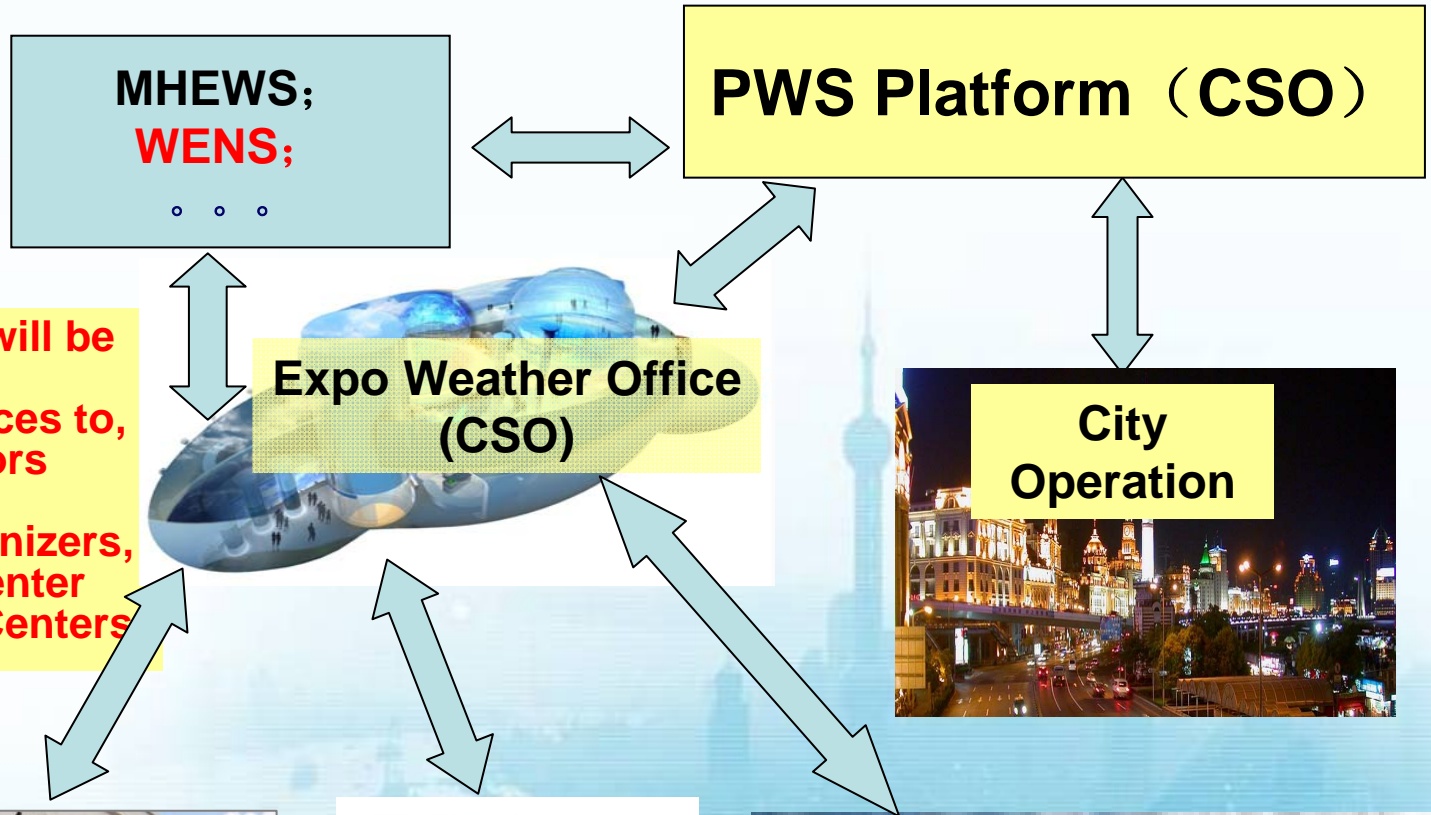 MHEWS；
WENS；
。。。
PWS Platform（CSO）
will be
ces to,
ors
nizers,
enter
Centers
Expo Weather Office
(CSO)
City
Operation